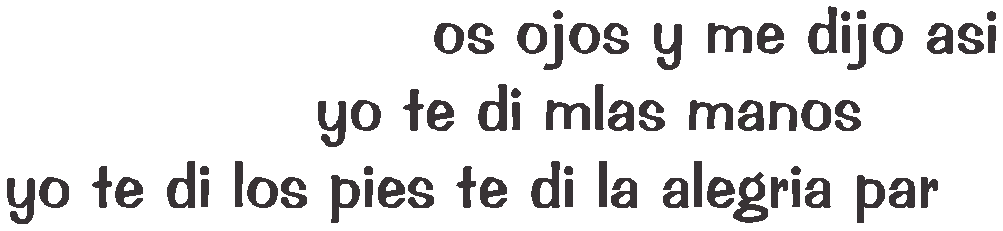 os ojos y me dijo asi
yo te di mlas manos
yo te di los pies te di la alegria par